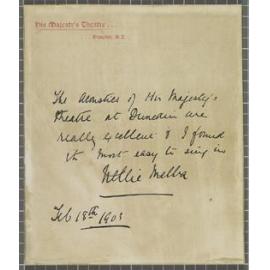 His Majesty's Theatre
Dunedin, N.Z.
The Acoustics of His Majesty's
Theatre at Dunedin are
really excellent & I found
it most easy to sing in
Nellie Melba
Feb 18th 1903